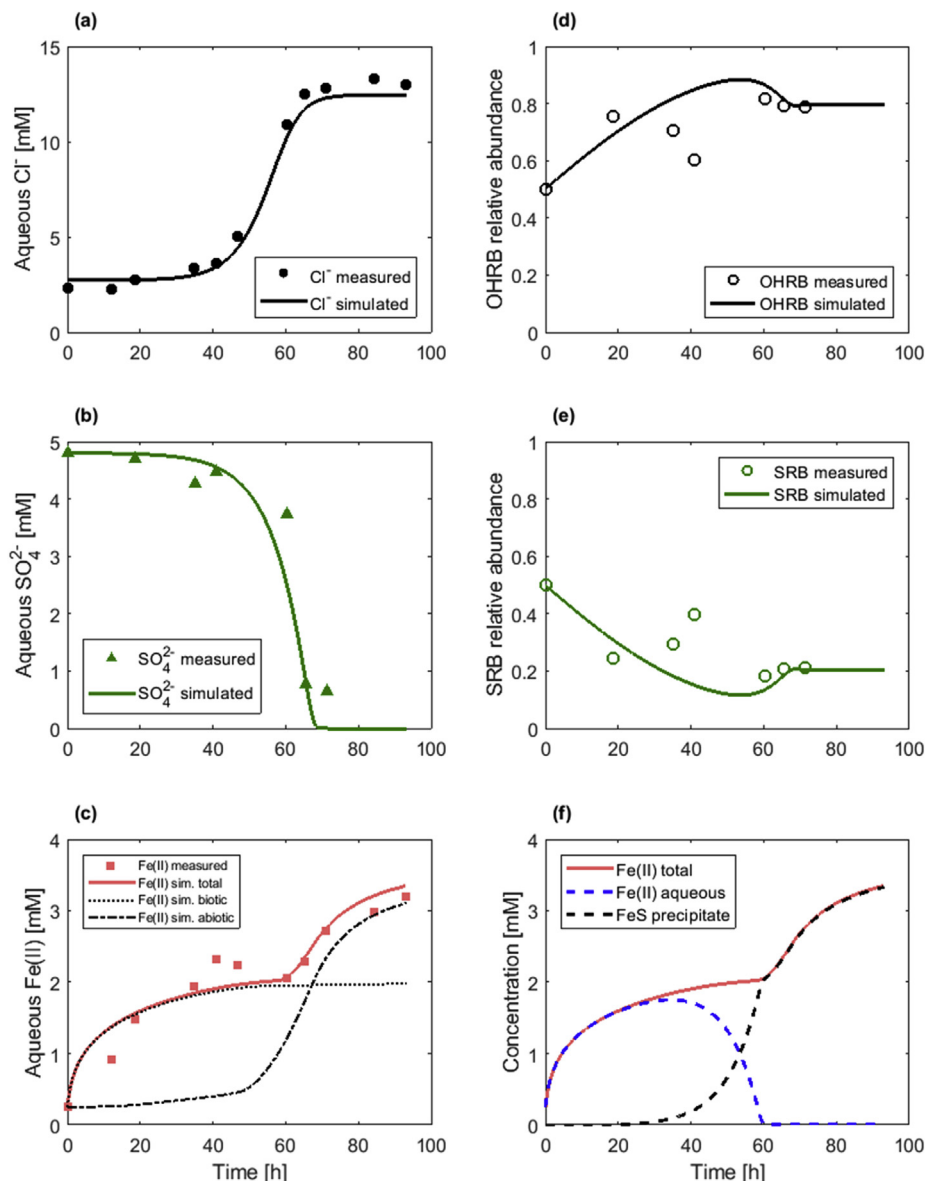 (a)
Aqueous Cl⁻ [mM]
15
10
5
0
0 20 40 60 80 100
Cl⁻ measured
Cl⁻ simulated
(d)
OHRB relative abundance
1
0.8
0.6
0.4
0.2
0
0 20 40 60 80 100
OHRB measured
OHRB simulated
(b)
Aqueous SO₄²⁻ [mM]
5
4
3
2
1
0
0 20 40 60 80 100
SO₄²⁻ measured
SO₄²⁻ simulated
(e)
SRB relative abundance
1
0.8
0.6
0.4
0.2
0
0 20 40 60 80 100
SRB measured
SRB simulated
(c)
Aqueous Fe(II) [mM]
4
3
2
1
0
0 20 40 60 80 100
Time [h]
Fe(II) measured
Fe(II) sim. total
Fe(II) sim. biotic
Fe(II) sim. abiotic
(f)
Concentration [mM]
4
3
2
1
0
0 20 40 60 80 100
Time [h]
Fe(II) total
Fe(II) aqueous
FeS precipitate